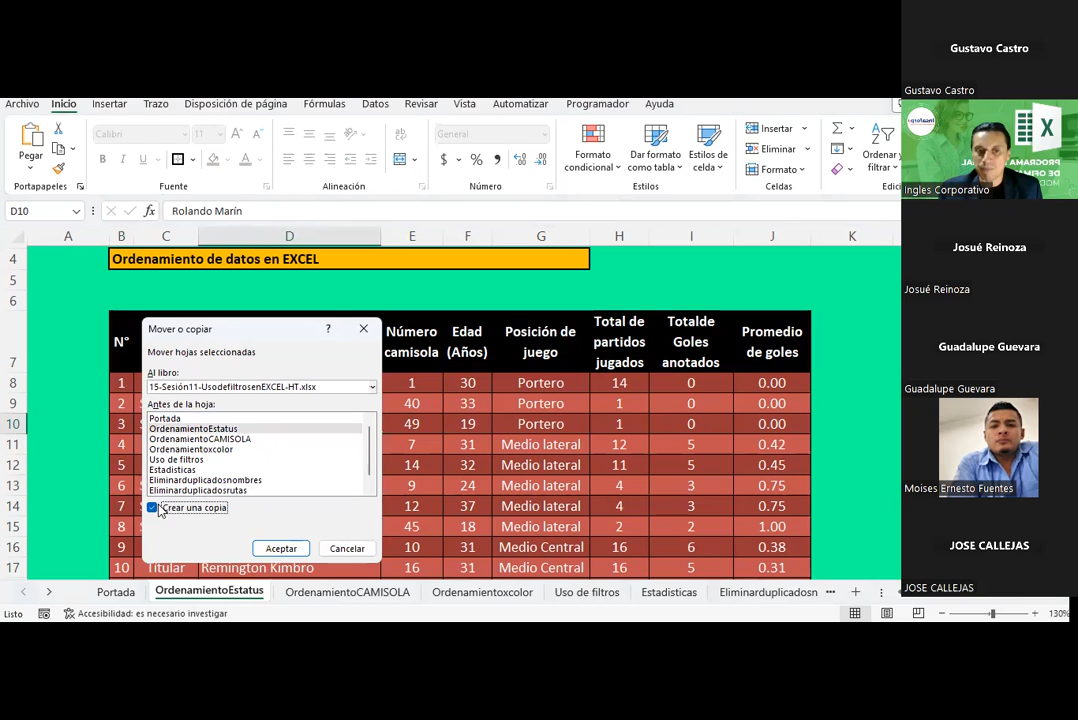 Archivo Inicio Insertar Trazo Disposición de página Fórmulas Datos Revisar Vista Automatizar Programador Ayuda
Calibri 11 General
Pegar
N K S
Formato condicional
Dar formato como tabla
Estilos de celda
Insertar
Eliminar
Formato
Ordenar y filtrar
Portapapeles Fuente Alineación Número Estilos Celdas Edici
D10 Rolando Marín
A B C D E F G H I J K
4 Ordenamiento de datos en EXCEL
5
6
7 N° Número camisola Edad (Años) Posición de juego Total de partidos jugados Totalde Goles anotados Promedio de goles
8 1 1 30 Portero 14 0 0.00
9 2 40 33 Portero 1 0 0.00
10 3 49 19 Portero 1 0 0.00
11 4 7 31 Medio lateral 12 5 0.42
12 5 14 32 Medio lateral 11 5 0.45
13 6 9 24 Medio lateral 4 3 0.75
14 7 12 37 Medio lateral 4 3 0.75
15 8 45 18 Medio lateral 2 2 1.00
16 9 10 31 Medio Central 16 6 0.38
17 10 Titular Remington Kimbro 16 31 Medio Central 16 5 0.31
Mover o copiar ?
Mover hojas seleccionadas
Al libro:
15-Sesión11-UsodefiltrosenEXCEL-HT.xlsx
Antes de la hoja:
Portada
OrdenamientoEstatus
OrdenamientoCAMISOLA
Ordenamientoxcolor
Uso de filtros
Estadisticas
Eliminarduplicadosnombres
Eliminarduplicadosrutas
Crear una copia
Aceptar Cancelar
Portada OrdenamientoEstatus OrdenamientoCAMISOLA Ordenamientoxcolor Uso de filtros Estadisticas Eliminarduplicadosn
Listo Accesibilidad: es necesario investigar 130%
Gustavo Castro
Gustavo Castro
Ingles Corporativo
Josué Reinoza
Josué Reinoza
Guadalupe Guevara
Guadalupe Guevara
Moises Ernesto Fuentes
JOSE CALLEJAS
JOSE CALLEJAS